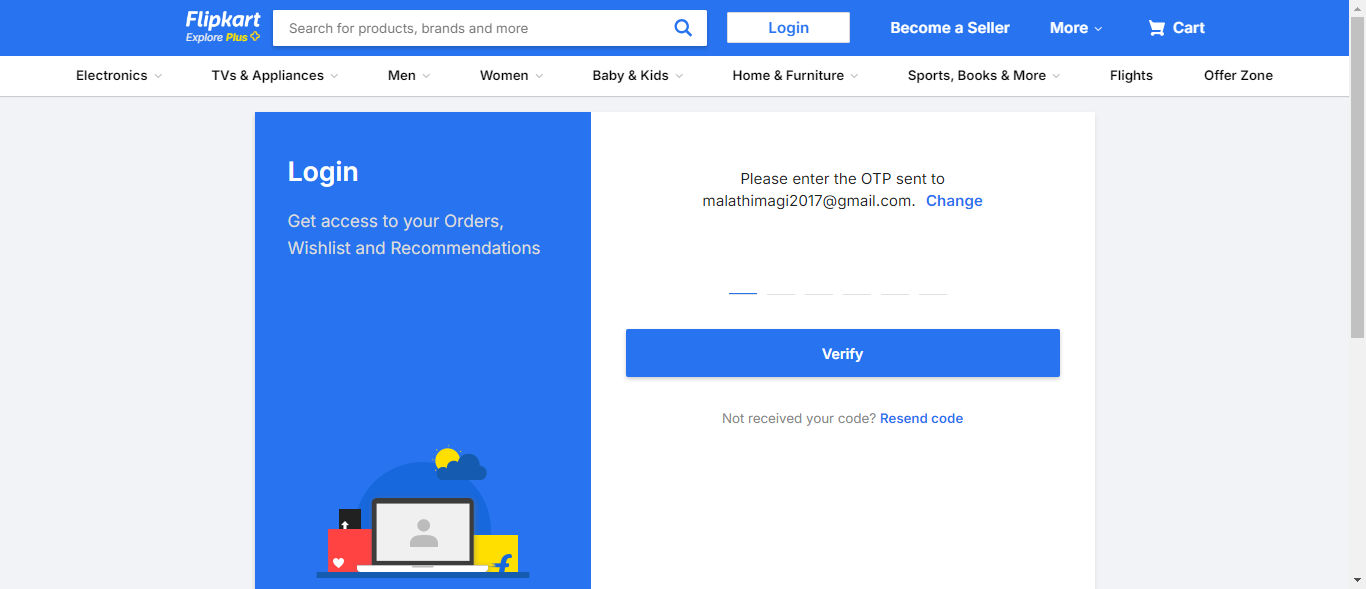 Flipkart
Explore Plus
Search for products, brands and more
Login
Become a Seller
More
Cart
Electronics
TVs & Appliances
Men
Women
Baby & Kids
Home & Furniture
Sports, Books & More
Flights
Offer Zone
Login
Get access to your Orders,
Wishlist and Recommendations
Please enter the OTP sent to
malathimagi2017@gmail.com. Change
Verify
Not received your code? Resend code